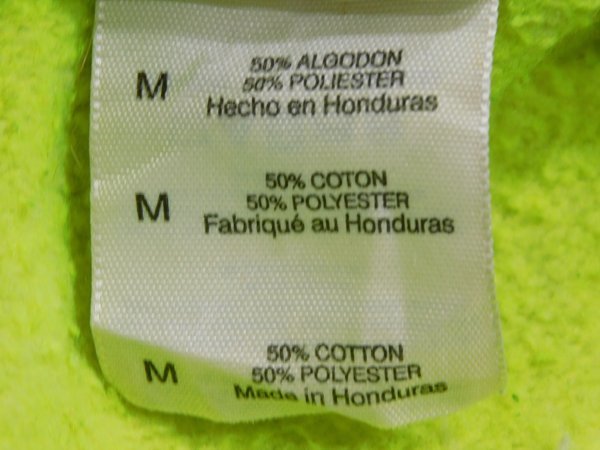 50% ALGODON
M 50% POLIESTER
Hecho en Honduras
50% COTON
M 50% POLYESTER
Fabriqué au Honduras
50% COTTON
M 50% POLYESTER
Made in Honduras